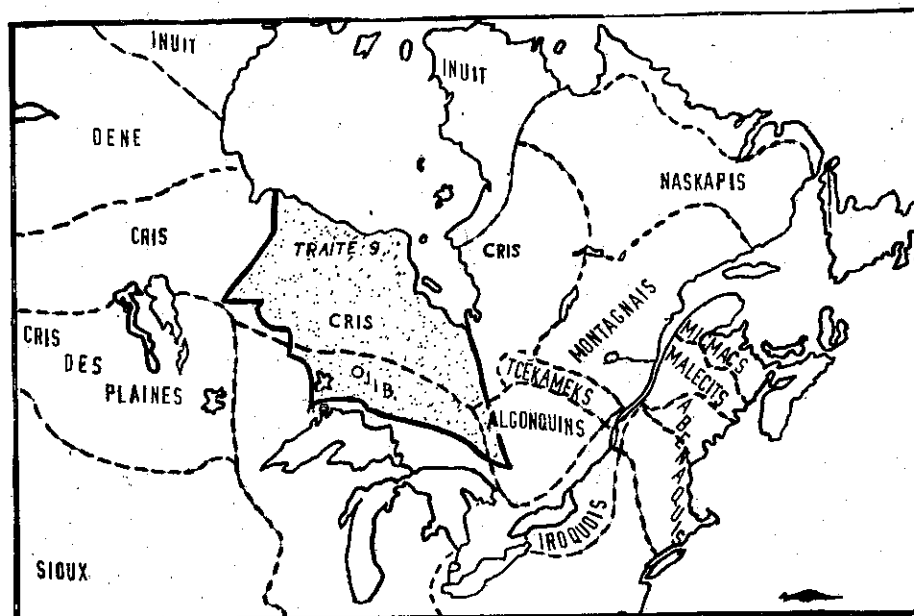 INUIT
INUIT
DENE
NASKAPIS
CRIS
TRAITÉ 9
CRIS
CRIS
CRIS
DES
PLAINES
OJIB.
MONTAGNAIS
TCEKAMEKS
ALGONQUINS
MICMACS
MALECITS
ABENAQUIS
IROQUOIS
SIOUX